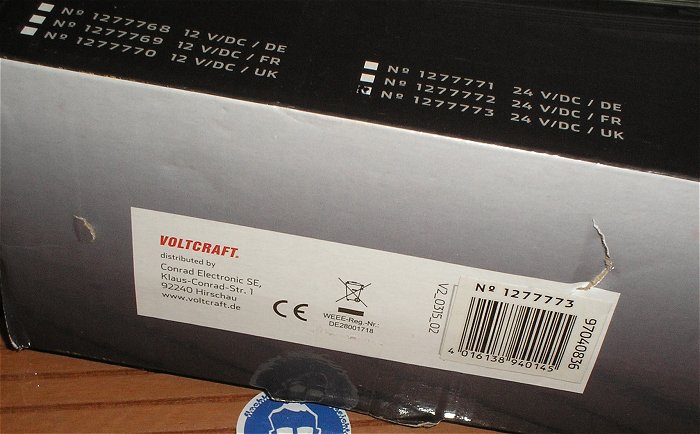 Nº 1277768 12 V/DC / DE
Nº 1277769 12 V/DC / FR
Nº 1277770 12 V/DC / UK
Nº 1277771 24 V/DC / DE
Nº 1277772 24 V/DC / FR
Nº 1277773 24 V/DC / UK
VOLTCRAFT.
distributed by
Conrad Electronic SE,
Klaus-Conrad-Str. 1
92240 Hirschau
www.voltcraft.de
CE
WEEE-Reg.-Nr.:
DE28001718
V2_0315_02
Nº 1277773
4 016138 940145
97040836